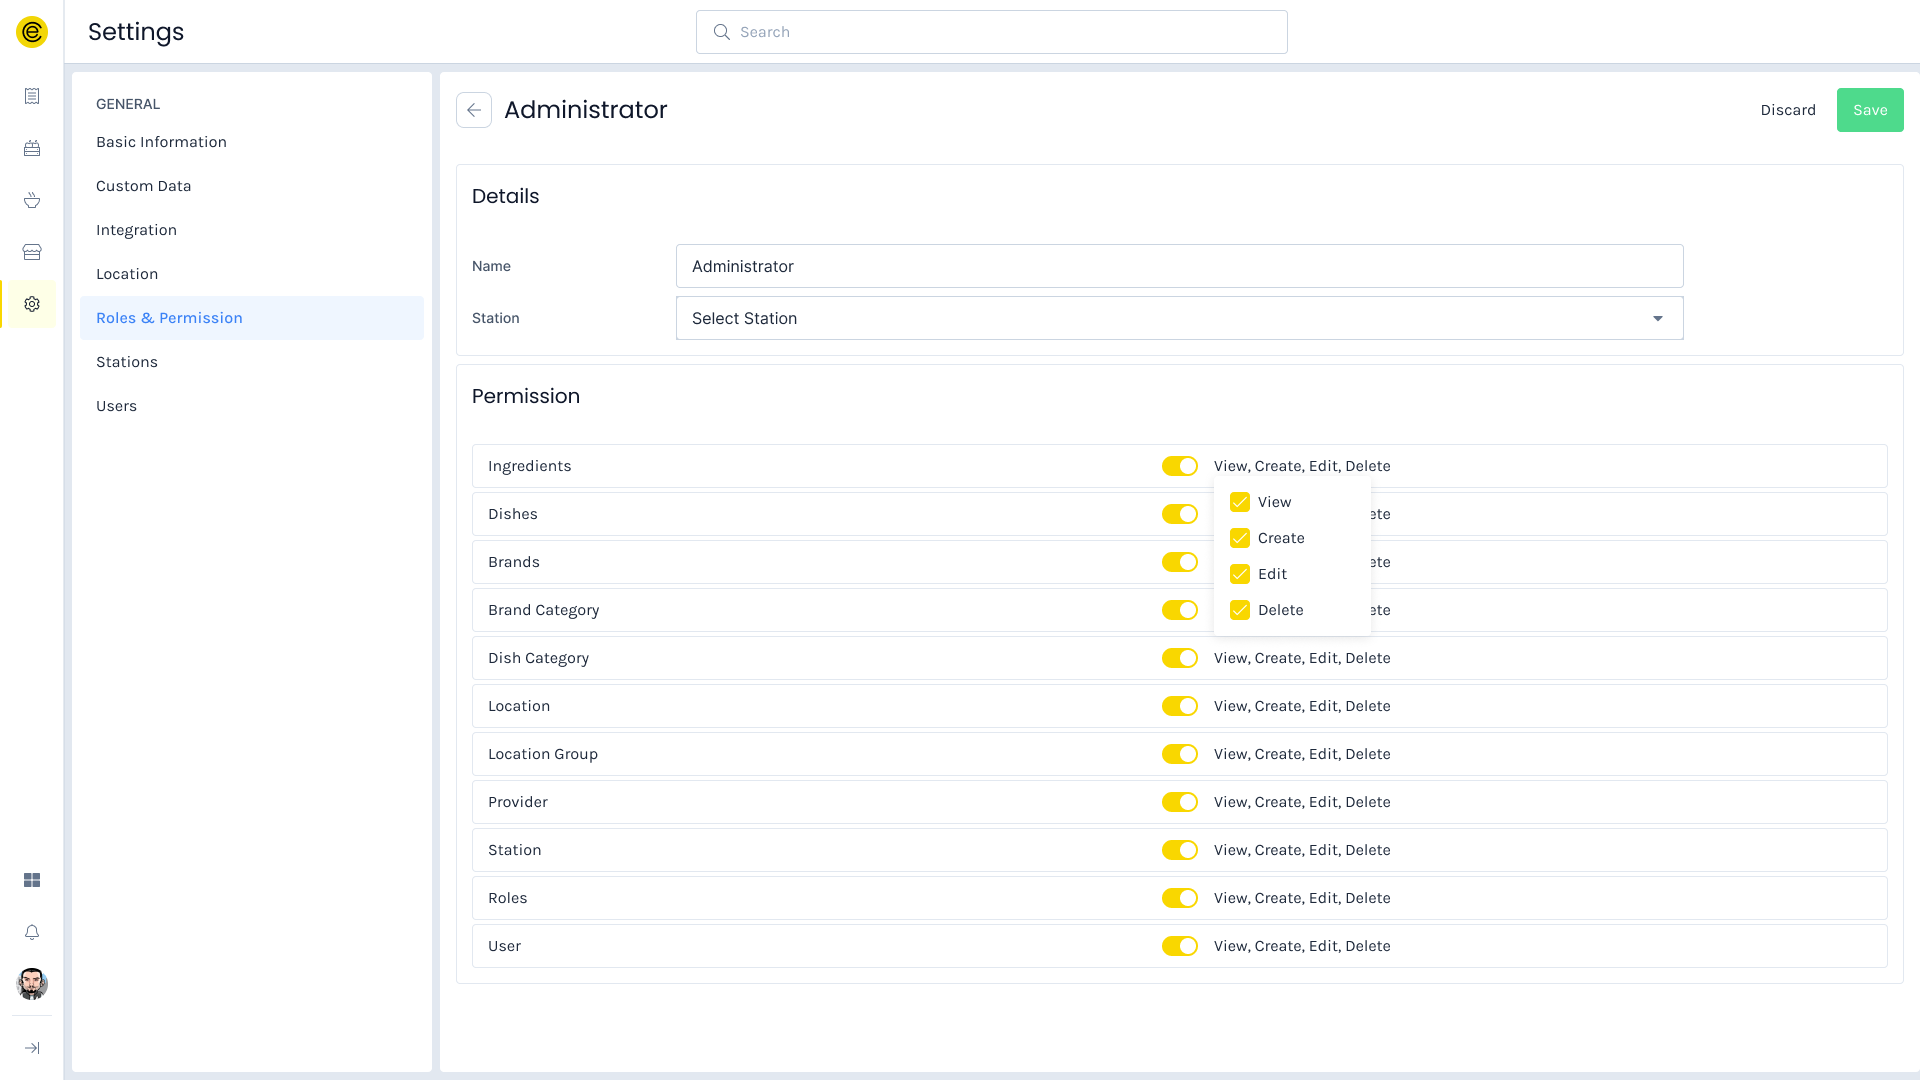 Settings
Search
GENERAL
Basic Information
Custom Data
Integration
Location
Roles & Permission
Stations
Users
Administrator
Discard
Save
Details
Name
Administrator
Station
Select Station
Permission
Ingredients
View, Create, Edit, Delete
View
Create
Edit
Delete
Dishes
ete
Brands
ete
Brand Category
ete
Dish Category
View, Create, Edit, Delete
Location
View, Create, Edit, Delete
Location Group
View, Create, Edit, Delete
Provider
View, Create, Edit, Delete
Station
View, Create, Edit, Delete
Roles
View, Create, Edit, Delete
User
View, Create, Edit, Delete